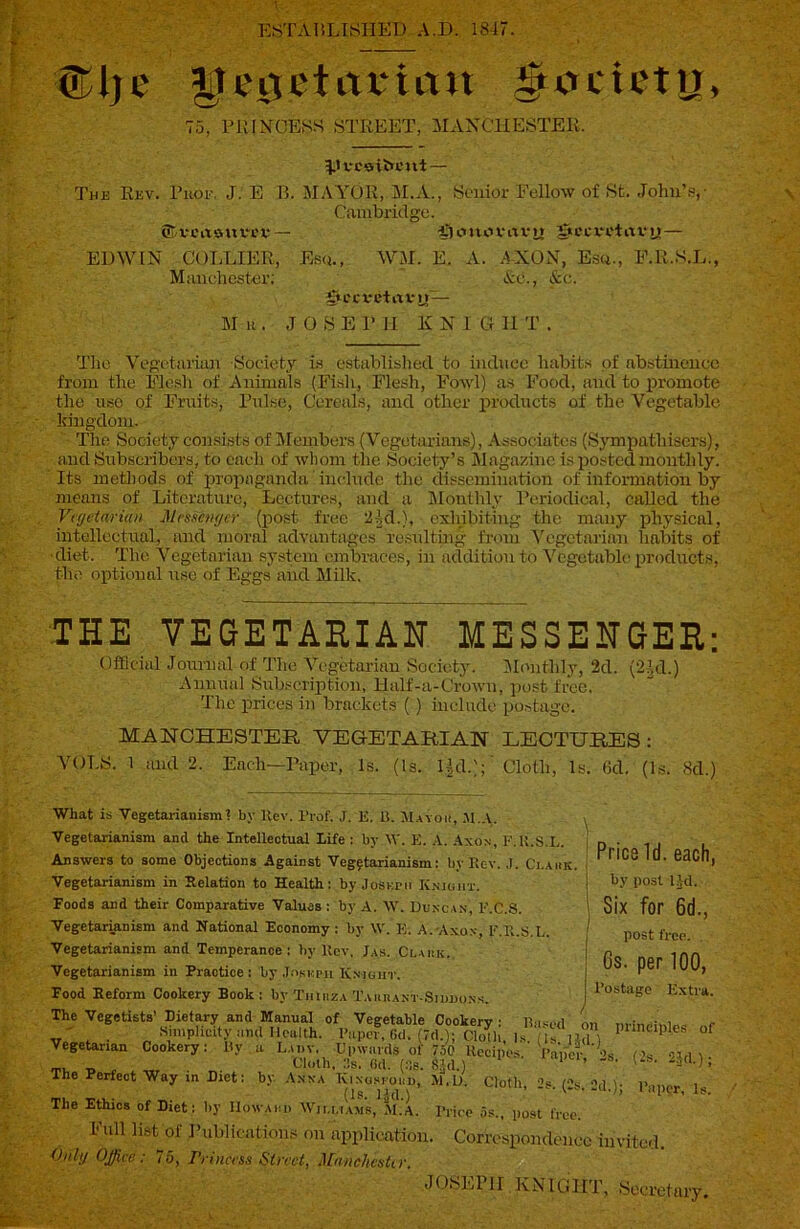 ESTABLISHED A.D. 1847.
The Vegetarian Society,
75, PRINCESS STREET, MANCHESTER.
President—
THE REV. PROF. J. E B. MAYOR, M.A., Senior Fellow of St. John's,
Cambridge.
Treasurer— Honorary Secretary—
EDWIN COLLIER, Esq., WM. E. A. AXON, Esq., F.R.S.L.,
Manchester; &c., &c.
Secretary—
MR. JOSEPH KNIGHT.
The Vegetarian Society is established to induce habits of abstinence
from the Flesh of Animals (Fish, Flesh, Fowl) as Food, and to promote
the use of Fruits, Pulse, Cereals, and other products of the Vegetable
kingdom.
The Society consists of Members (Vegetarians), Associates (Sympathisers),
and Subscribers, to each of whom the Society's Magazine is posted monthly.
Its methods of propaganda include the dissemination of information by
means of Literature, Lectures, and a Monthly Periodical, called the
Vegetarian Messenger (post free 2½d.), exhibiting the many physical,
intellectual, and moral advantages resulting from Vegetarian habits of
diet. The Vegetarian system embraces, in addition to Vegetable products,
the optional use of Eggs and Milk.
THE VEGETARIAN MESSENGER:
Official Journal of The Vegetarian Society. Monthly, 2d. (2½d.)
Annual Subscription, Half-a-Crown, post free.
The prices in brackets ( ) include postage.
MANCHESTER VEGETARIAN LECTURES:
VOLS. 1 and 2. Each—Paper, 1s. (1s. 1½d.); Cloth, 1s. 6d. (1s. 8d.)
What is Vegetarianism? by Rev. Prof. J. E. B. MAYOR, M.A.
Vegetarianism and the Intellectual Life: by W. E. A. AXON, F.R.S.L.
Answers to some Objections Against Vegetarianism: by Rev. J. CLARK.
Vegetarianism in Relation to Health: by JOSEPH KNIGHT.
Foods and their Comparative Values: by A. W. DUNCAN, F.C.S.
Vegetarianism and National Economy: by W. E. A. AXON, F.R.S.L.
Vegetarianism and Temperance: by Rev. JAS. CLARK.
Vegetarianism in Practice: by JOSEPH KNIGHT.
Food Reform Cookery Book: by THIRZA TARRANT-SIDDONS.
Price 1d. each,
by post 1½d.
Six for 6d.,
post free.
6s. per 100,
Postage Extra.
The Vegetists' Dietary and Manual of Vegetable Cookery: Based on principles of
Simplicity and Health. Paper, 6d. (7d.); Cloth, 1s. (1s. 1½d.)
Vegetarian Cookery: By a LADY. Upwards of 750 Recipes. Paper, 2s. (2s. 2½d.);
Cloth, 3s. 6d. (3s. 8½d.)
The Perfect Way in Diet: by ANNA KINGSFORD, M.D. Cloth, 2s. (2s. 2d.); Paper, 1s.
(1s. 1½d.)
The Ethics of Diet: by HOWARD WILLIAMS, M.A. Price 5s., post free.
Full list of Publications on application. Correspondence invited.
Only Office: 75, Princess Street, Manchester.
JOSEPH KNIGHT, Secretary.